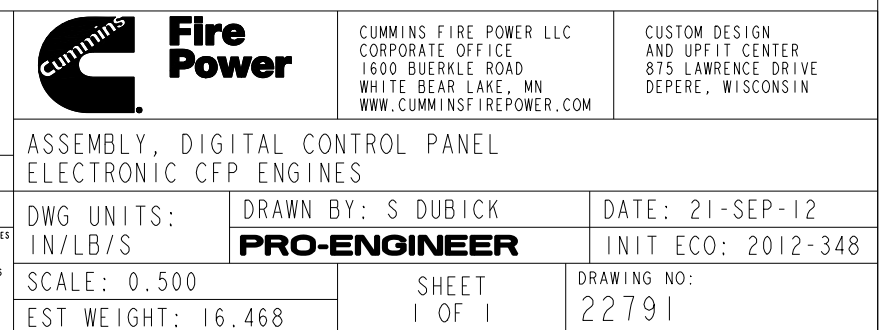 Cummins
Fire
Power
CUMMINS FIRE POWER LLC
CORPORATE OFFICE
1600 BUERKLE ROAD
WHITE BEAR LAKE, MN
WWW.CUMMINSFIREPOWER.COM
CUSTOM DESIGN
AND UPFIT CENTER
875 LAWRENCE DRIVE
DEPERE, WISCONSIN
ASSEMBLY, DIGITAL CONTROL PANEL
ELECTRONIC CFP ENGINES
DWG UNITS:
IN/LB/S
DRAWN BY: S DUBICK
PRO-ENGINEER
DATE: 21-SEP-12
INIT ECO: 2012-348
SCALE: 0.500
EST WEIGHT: 16.468
SHEET
1 OF 1
DRAWING NO:
22791